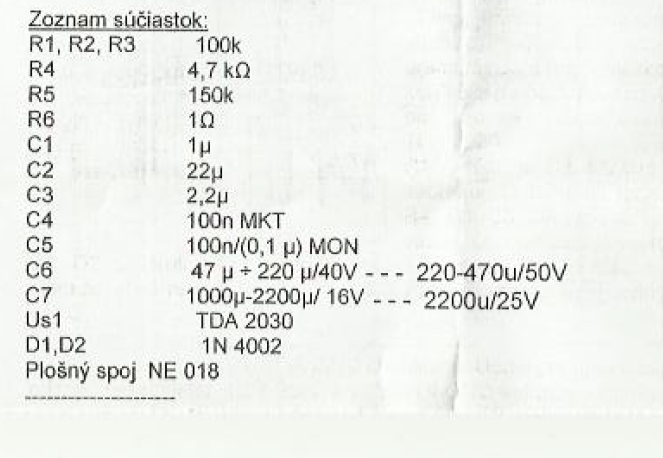 Zoznam súčiastok:
R1, R2, R3 100k
R4 4,7 kΩ
R5 150k
R6 1Ω
C1 1µ
C2 22µ
C3 2,2µ
C4 100n MKT
C5 100n/(0,1 µ) MON
C6 47 µ ÷ 220 µ/40V - - - 220-470u/50V
C7 1000µ-2200µ/ 16V - - - 2200u/25V
Us1 TDA 2030
D1,D2 1N 4002
Plošný spoj NE 018
--------------------